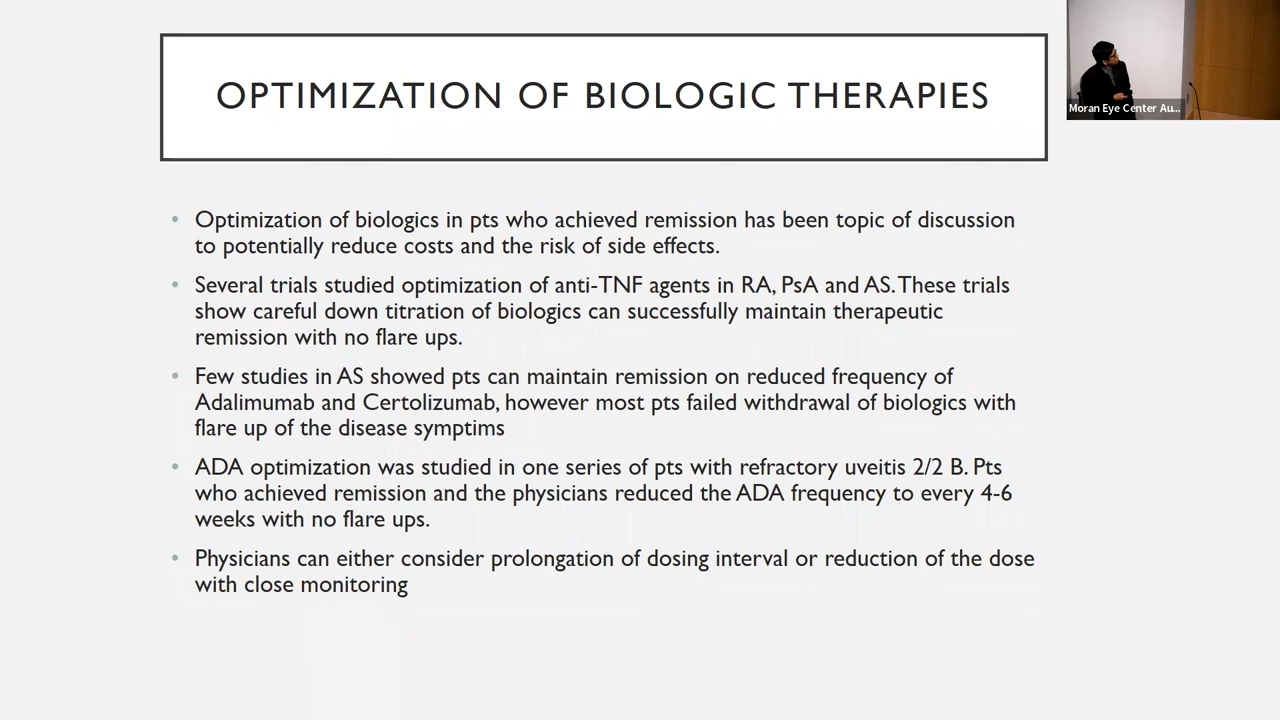 OPTIMIZATION OF BIOLOGIC THERAPIES
Moran Eye Center Au...
• Optimization of biologics in pts who achieved remission has been topic of discussion
to potentially reduce costs and the risk of side effects.
• Several trials studied optimization of anti-TNF agents in RA, PsA and AS. These trials
show careful down titration of biologics can successfully maintain therapeutic
remission with no flare ups.
• Few studies in AS showed pts can maintain remission on reduced frequency of
Adalimumab and Certolizumab, however most pts failed withdrawal of biologics with
flare up of the disease symptims
• ADA optimization was studied in one series of pts with refractory uveitis 2/2 B. Pts
who achieved remission and the physicians reduced the ADA frequency to every 4-6
weeks with no flare ups.
• Physicians can either consider prolongation of dosing interval or reduction of the dose
with close monitoring